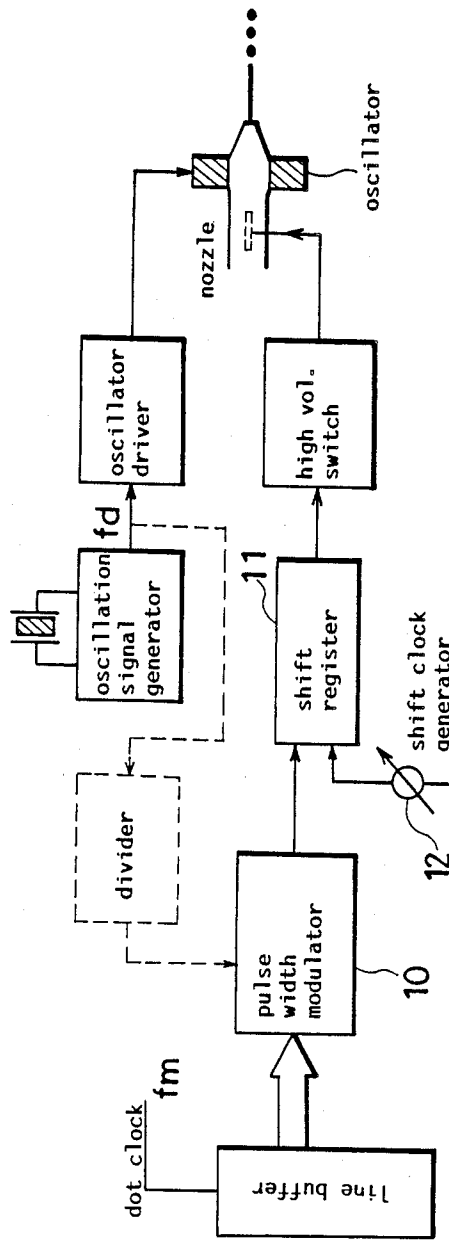 dot clock
fm
line buffer
pulse
width
modulator
10
divider
oscillation
signal
generator
fd
oscillator
driver
shift
register
11
shift clock
generator
12
high vol.
switch
nozzle
oscillator